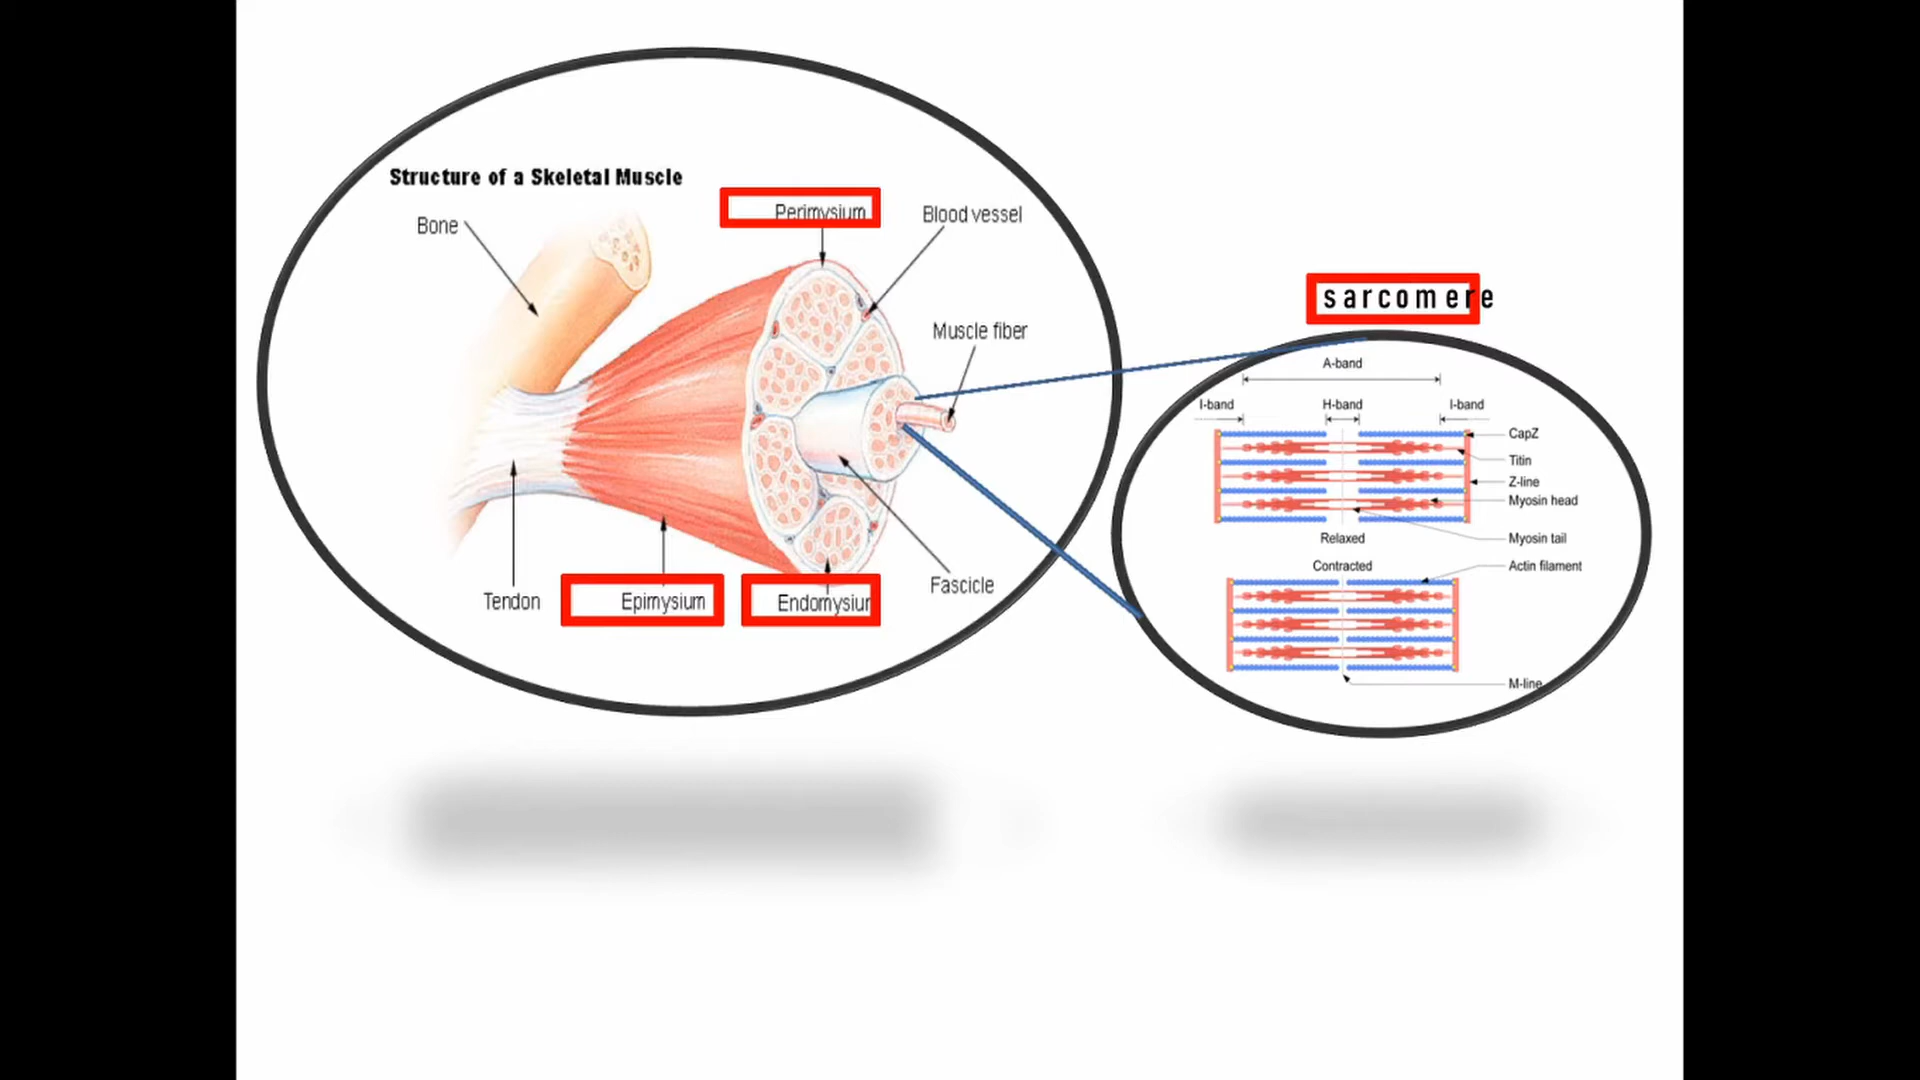 Structure of a Skeletal Muscle
Bone
Perimysium
Blood vessel
Muscle fiber
Tendon
Epimysium
Endomysiur
Fascicle
sarcomere
A-band
I-band
H-band
I-band
CapZ
Titin
Z-line
Myosin head
Relaxed
Myosin tail
Contracted
Actin filament
M-line